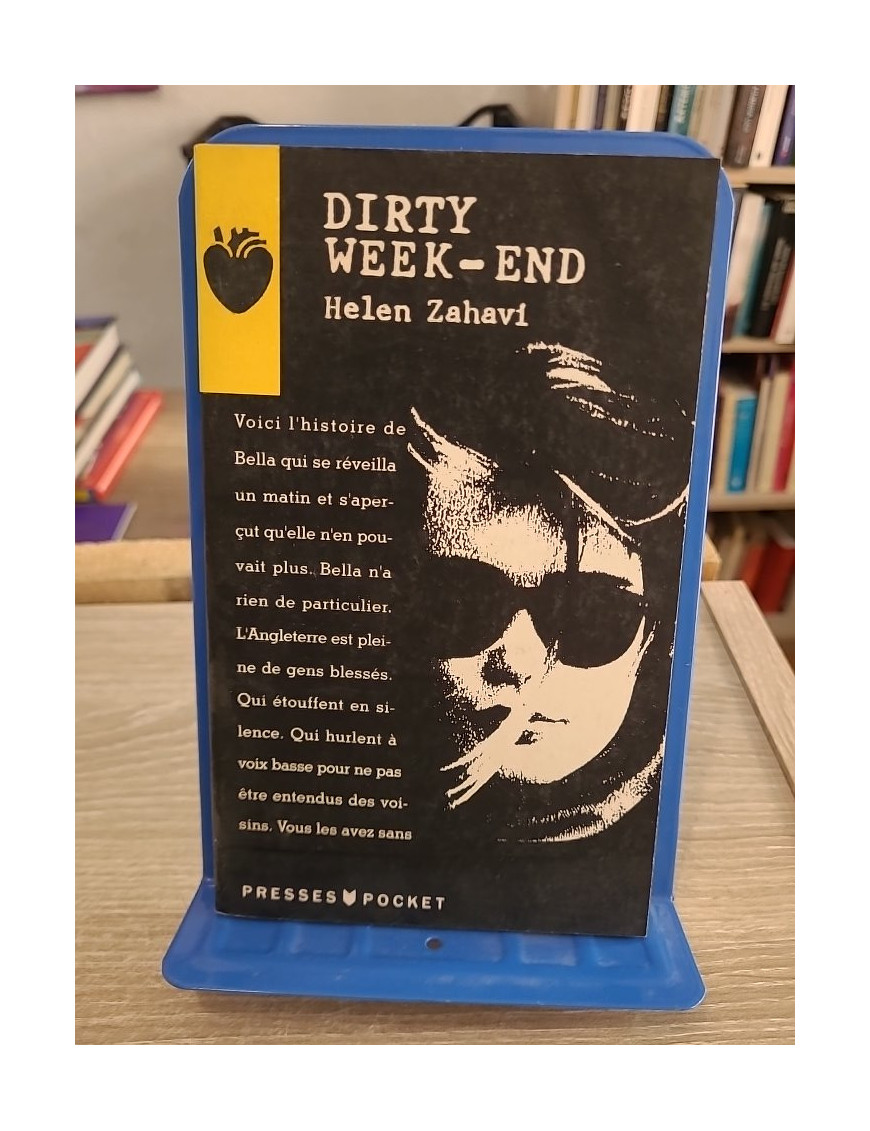 DIRTY
WEEK-END
Helen Zahavi
Voici l'histoire de
Bella qui se réveilla
un matin et s'aper-
çut qu'elle n'en pou-
vait plus. Bella n'a
rien de particulier.
L'Angleterre est plei-
ne de gens blessés.
Qui étouffent en si-
lence. Qui hurlent à
voix basse pour ne pas
être entendus des voi-
sins. Vous les avez sans
PRESSES POCKET